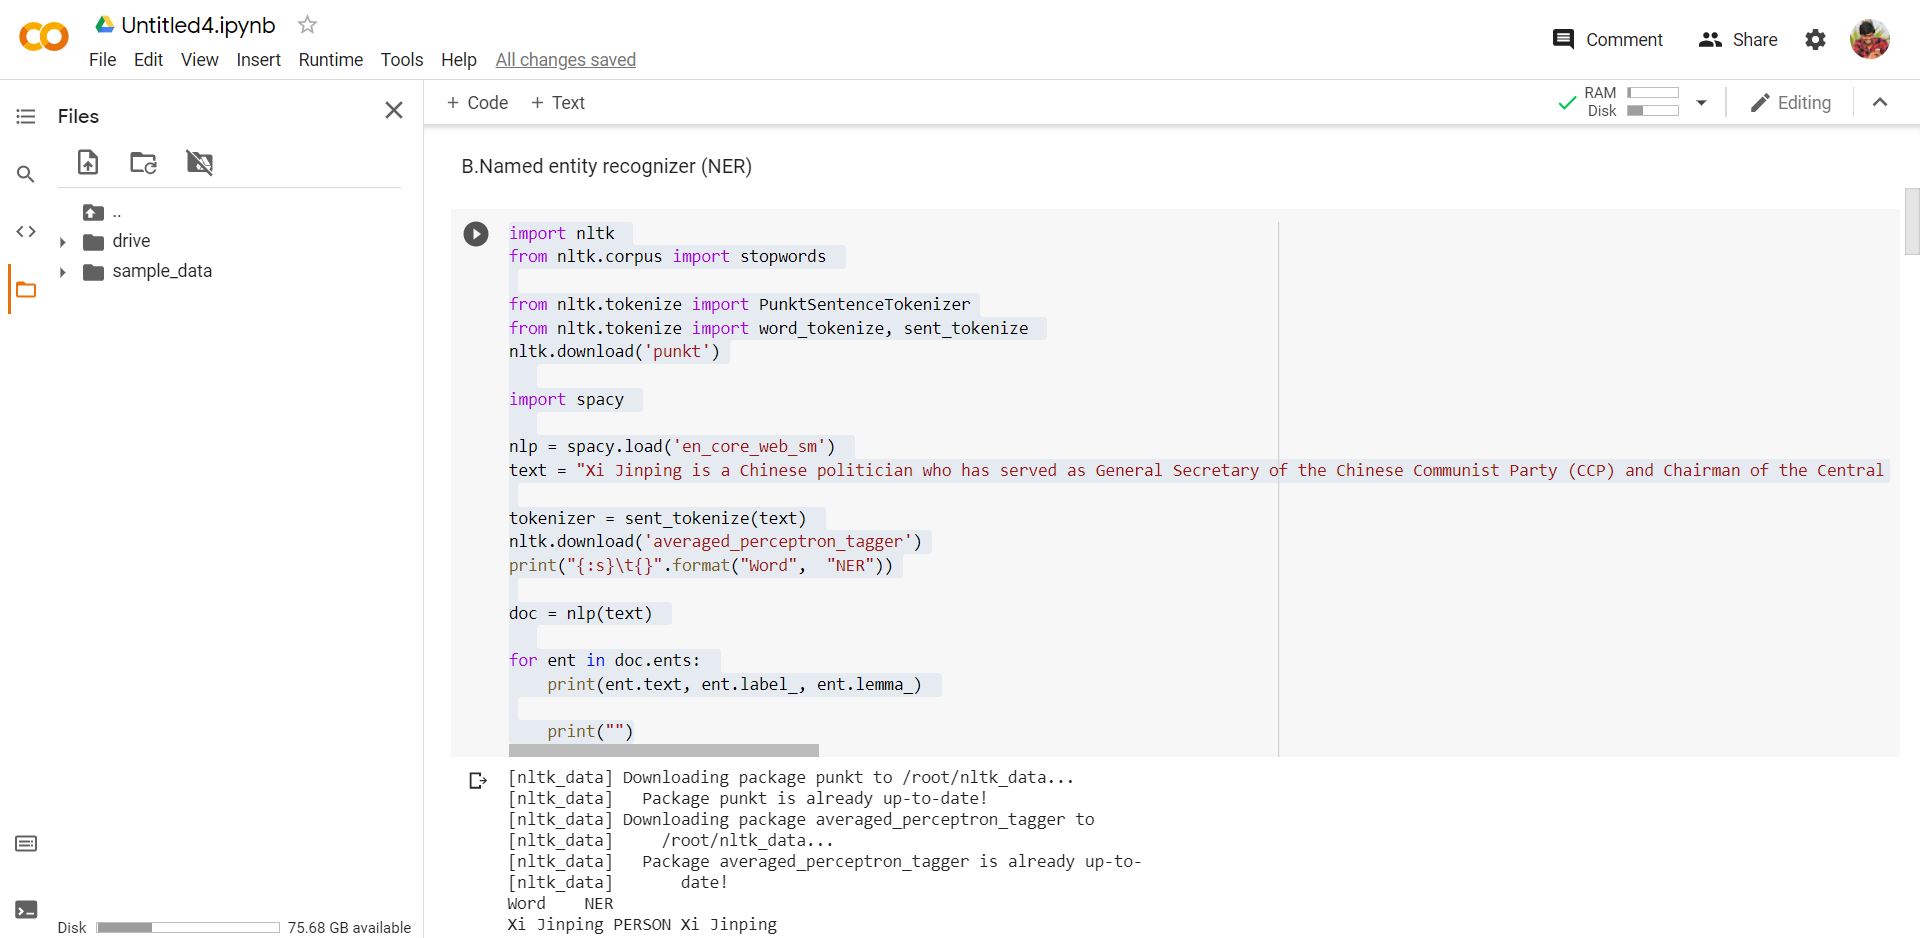 Untitled4.ipynb
File Edit View Insert Runtime Tools Help All changes saved
Comment Share
Files
+ Code + Text
RAM
Disk
Editing
..
drive
sample_data
B.Named entity recognizer (NER)
import nltk
from nltk.corpus import stopwords
from nltk.tokenize import PunktSentenceTokenizer
from nltk.tokenize import word_tokenize, sent_tokenize
nltk.download('punkt')
import spacy
nlp = spacy.load('en_core_web_sm')
text = "Xi Jinping is a Chinese politician who has served as General Secretary of the Chinese Communist Party (CCP) and Chairman of the Central
tokenizer = sent_tokenize(text)
nltk.download('averaged_perceptron_tagger')
print("{:s}\t{}".format("Word",  "NER"))
doc = nlp(text)
for ent in doc.ents:
    print(ent.text, ent.label_, ent.lemma_)
    print("")
[nltk_data] Downloading package punkt to /root/nltk_data...
[nltk_data]   Package punkt is already up-to-date!
[nltk_data] Downloading package averaged_perceptron_tagger to
[nltk_data]     /root/nltk_data...
[nltk_data]   Package averaged_perceptron_tagger is already up-to-
[nltk_data]       date!
Word    NER
Xi Jinping PERSON Xi Jinping
Disk 75.68 GB available